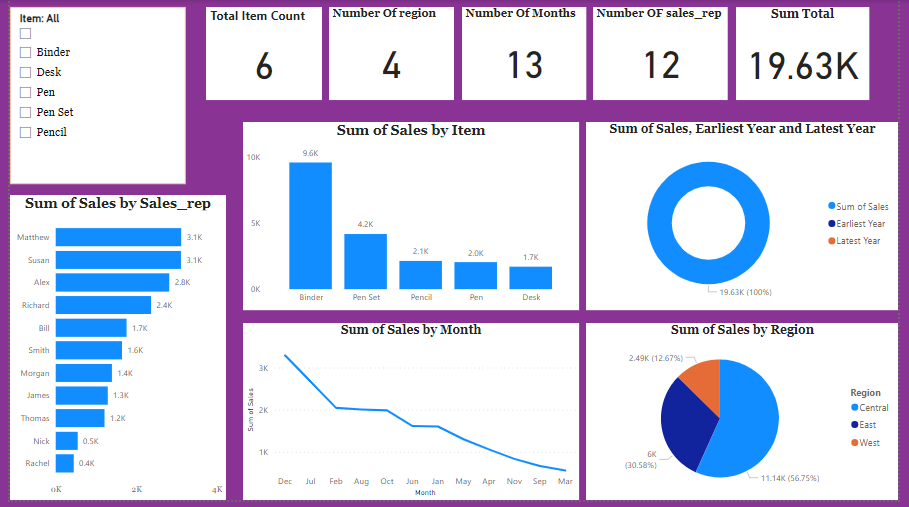 Item: All
Binder
Desk
Pen
Pen Set
Pencil
Total Item Count
6
Number Of region
4
Number Of Months
13
Number OF sales_rep
12
Sum Total
19.63K
Sum of Sales by Sales_rep
Matthew 3.1K
Susan 3.1K
Alex 2.8K
Richard 2.4K
Bill 1.7K
Smith 1.6K
Morgan 1.4K
James 1.3K
Thomas 1.2K
Nick 0.5K
Rachel 0.4K
0K 2K 4K
Sum of Sales by Item
10K
5K
0K
9.6K
4.2K
2.1K
2.0K
1.7K
Binder Pen Set Pencil Pen Desk
Sum of Sales, Earliest Year and Latest Year
Sum of Sales
Earliest Year
Latest Year
19.63K (100%)
Sum of Sales by Month
Sum of Sales
3K
2K
1K
Dec Jul Feb Aug Oct Jun Jan May Apr Nov Sep Mar
Month
Sum of Sales by Region
2.49K (12.67%)
6K
(30.58%)
11.14K (56.75%)
Region
Central
East
West